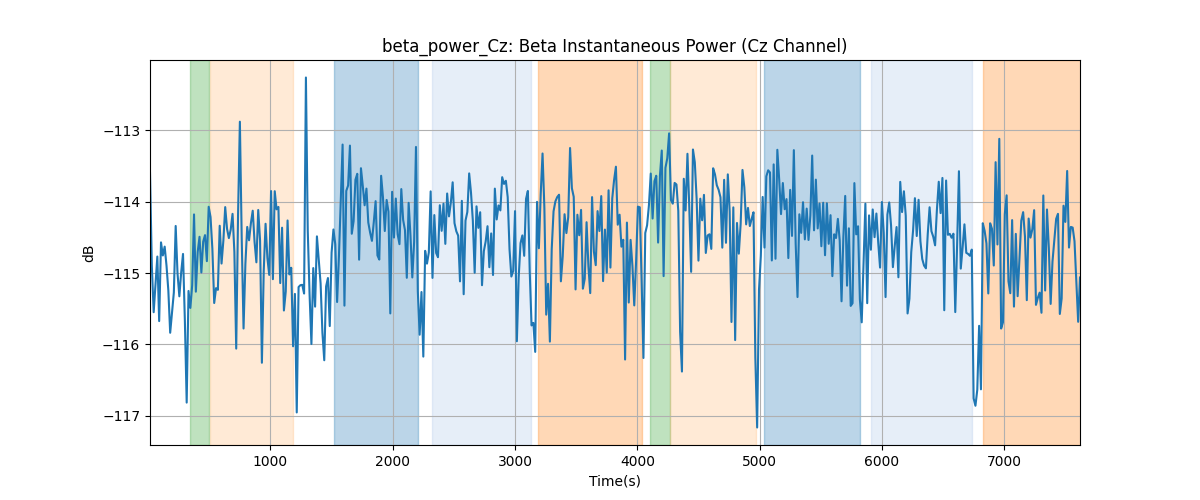 beta_power_Cz: Beta Instantaneous Power (Cz Channel)
dB
−113
−114
−115
−116
−117
1000 2000 3000 4000 5000 6000 7000
Time(s)